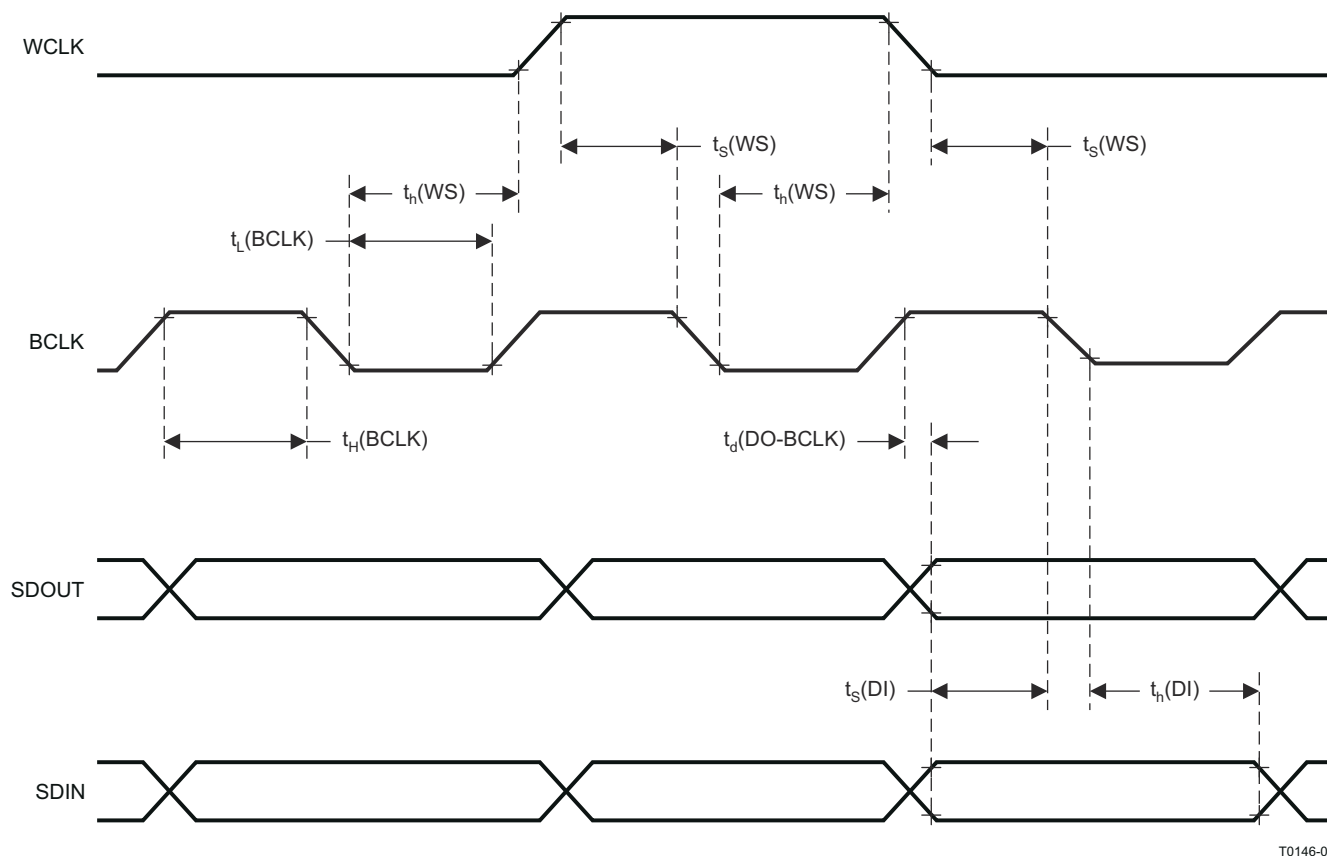 WCLK
tS(WS)
tS(WS)
th(WS)
th(WS)
tL(BCLK)
BCLK
tH(BCLK)
td(DO-BCLK)
SDOUT
tS(DI)
th(DI)
SDIN
T0146-0